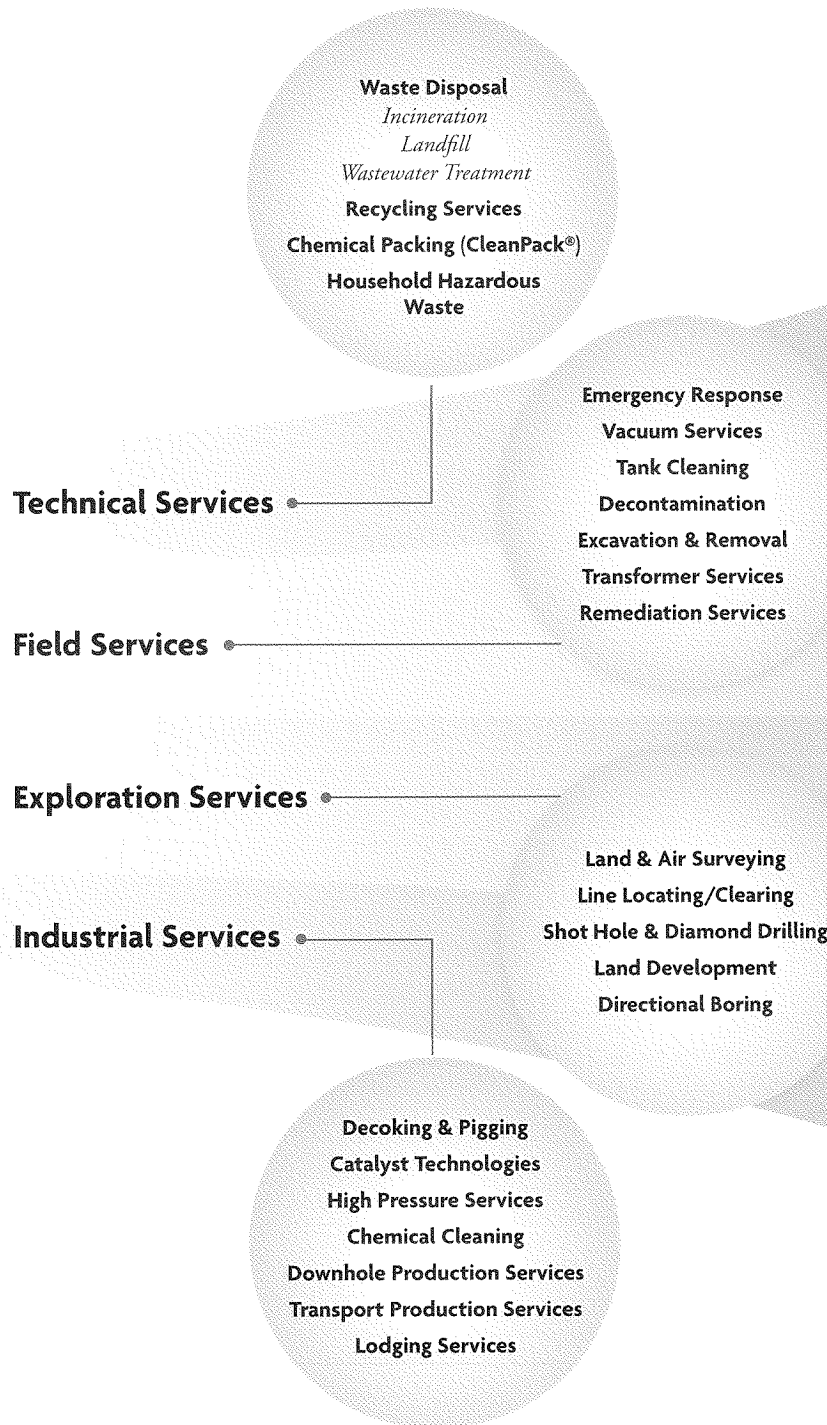 Waste Disposal
Incineration
Landfill
Wastewater Treatment
Recycling Services
Chemical Packing (CleanPack®)
Household Hazardous
Waste
Technical Services
Emergency Response
Vacuum Services
Tank Cleaning
Decontamination
Excavation & Removal
Transformer Services
Remediation Services
Field Services
Exploration Services
Land & Air Surveying
Line Locating/Clearing
Shot Hole & Diamond Drilling
Land Development
Directional Boring
Industrial Services
Decoking & Pigging
Catalyst Technologies
High Pressure Services
Chemical Cleaning
Downhole Production Services
Transport Production Services
Lodging Services